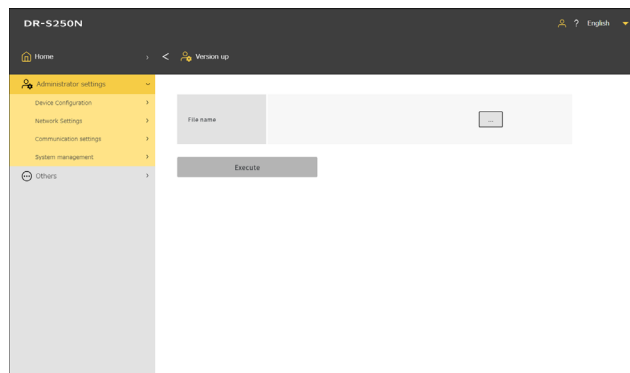 DR-S250N
? English
Home
< Version up
Administrator settings
Device Configuration
Network Settings
Communication settings
System management
Others
File name
...
Execute